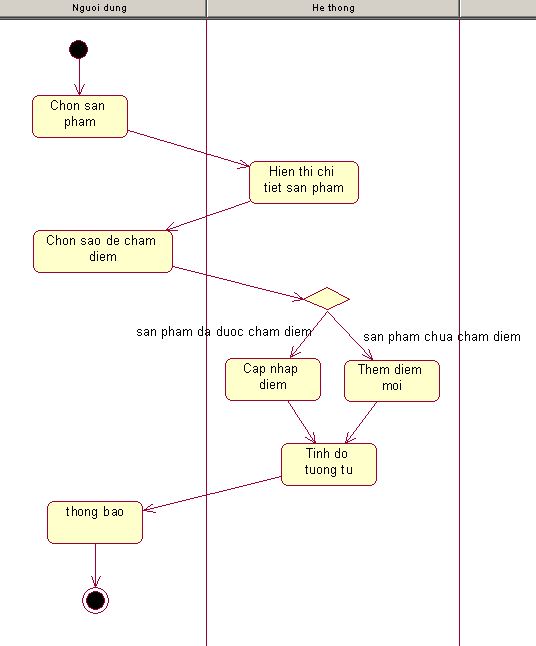 Nguoi dung
He thong
Chon san
pham
Hien thi chi
tiet san pham
Chon sao de cham
diem
san pham da duoc cham diem
san pham chua cham diem
Cap nhap
diem
Them diem
moi
Tinh do
tuong tu
thong bao